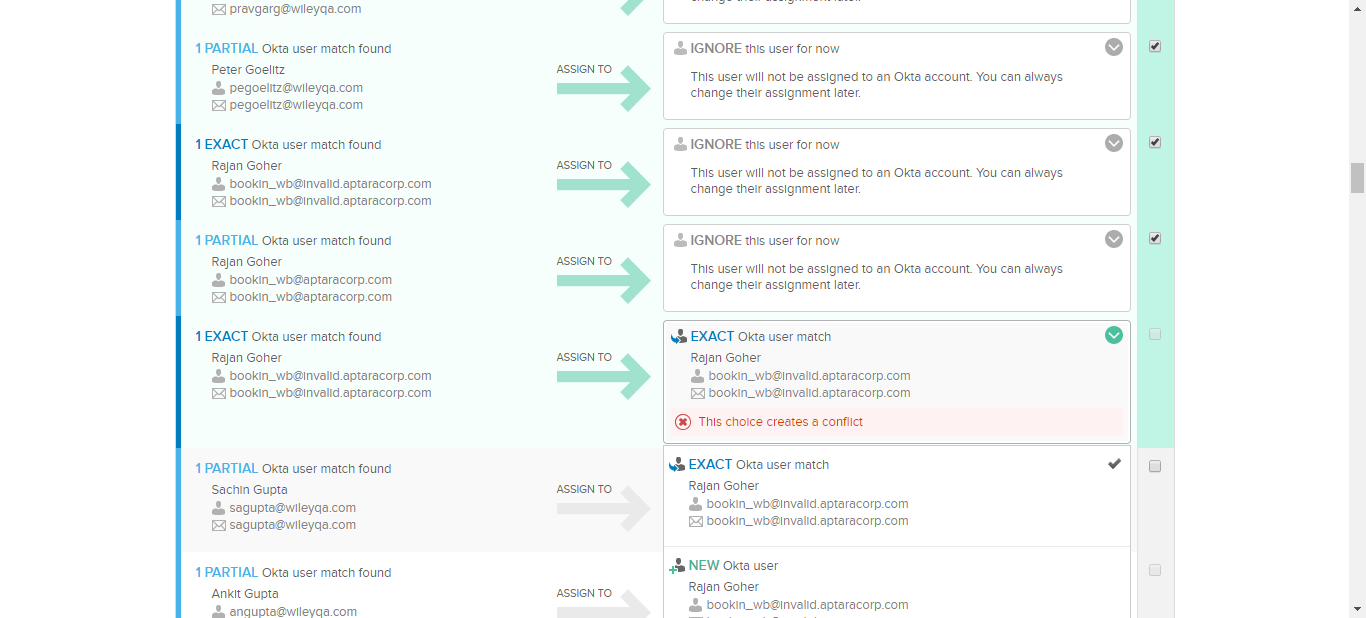 pravgarg@wileyqa.com
change their assignment later.
1 PARTIAL Okta user match found
Peter Goelitz
pegoelitz@wileyqa.com
pegoelitz@wileyqa.com
ASSIGN TO
IGNORE this user for now
This user will not be assigned to an Okta account. You can always
change their assignment later.
1 EXACT Okta user match found
Rajan Goher
bookin_wb@invalid.aptaracorp.com
bookin_wb@invalid.aptaracorp.com
ASSIGN TO
IGNORE this user for now
This user will not be assigned to an Okta account. You can always
change their assignment later.
1 PARTIAL Okta user match found
Rajan Goher
bookin_wb@aptaracorp.com
bookin_wb@aptaracorp.com
ASSIGN TO
IGNORE this user for now
This user will not be assigned to an Okta account. You can always
change their assignment later.
1 EXACT Okta user match found
Rajan Goher
bookin_wb@invalid.aptaracorp.com
bookin_wb@invalid.aptaracorp.com
ASSIGN TO
EXACT Okta user match
Rajan Goher
bookin_wb@invalid.aptaracorp.com
bookin_wb@invalid.aptaracorp.com
This choice creates a conflict
1 PARTIAL Okta user match found
Sachin Gupta
sagupta@wileyqa.com
sagupta@wileyqa.com
ASSIGN TO
EXACT Okta user match
Rajan Goher
bookin_wb@invalid.aptaracorp.com
bookin_wb@invalid.aptaracorp.com
1 PARTIAL Okta user match found
Ankit Gupta
angupta@wileyqa.com
ASSIGN TO
NEW Okta user
Rajan Goher
bookin_wb@invalid.aptaracorp.com